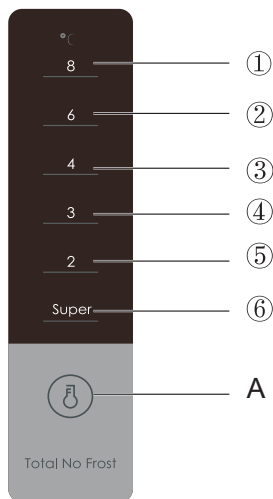 °C
8 ①
6 ②
4 ③
3 ④
2 ⑤
Super ⑥
A
Total No Frost